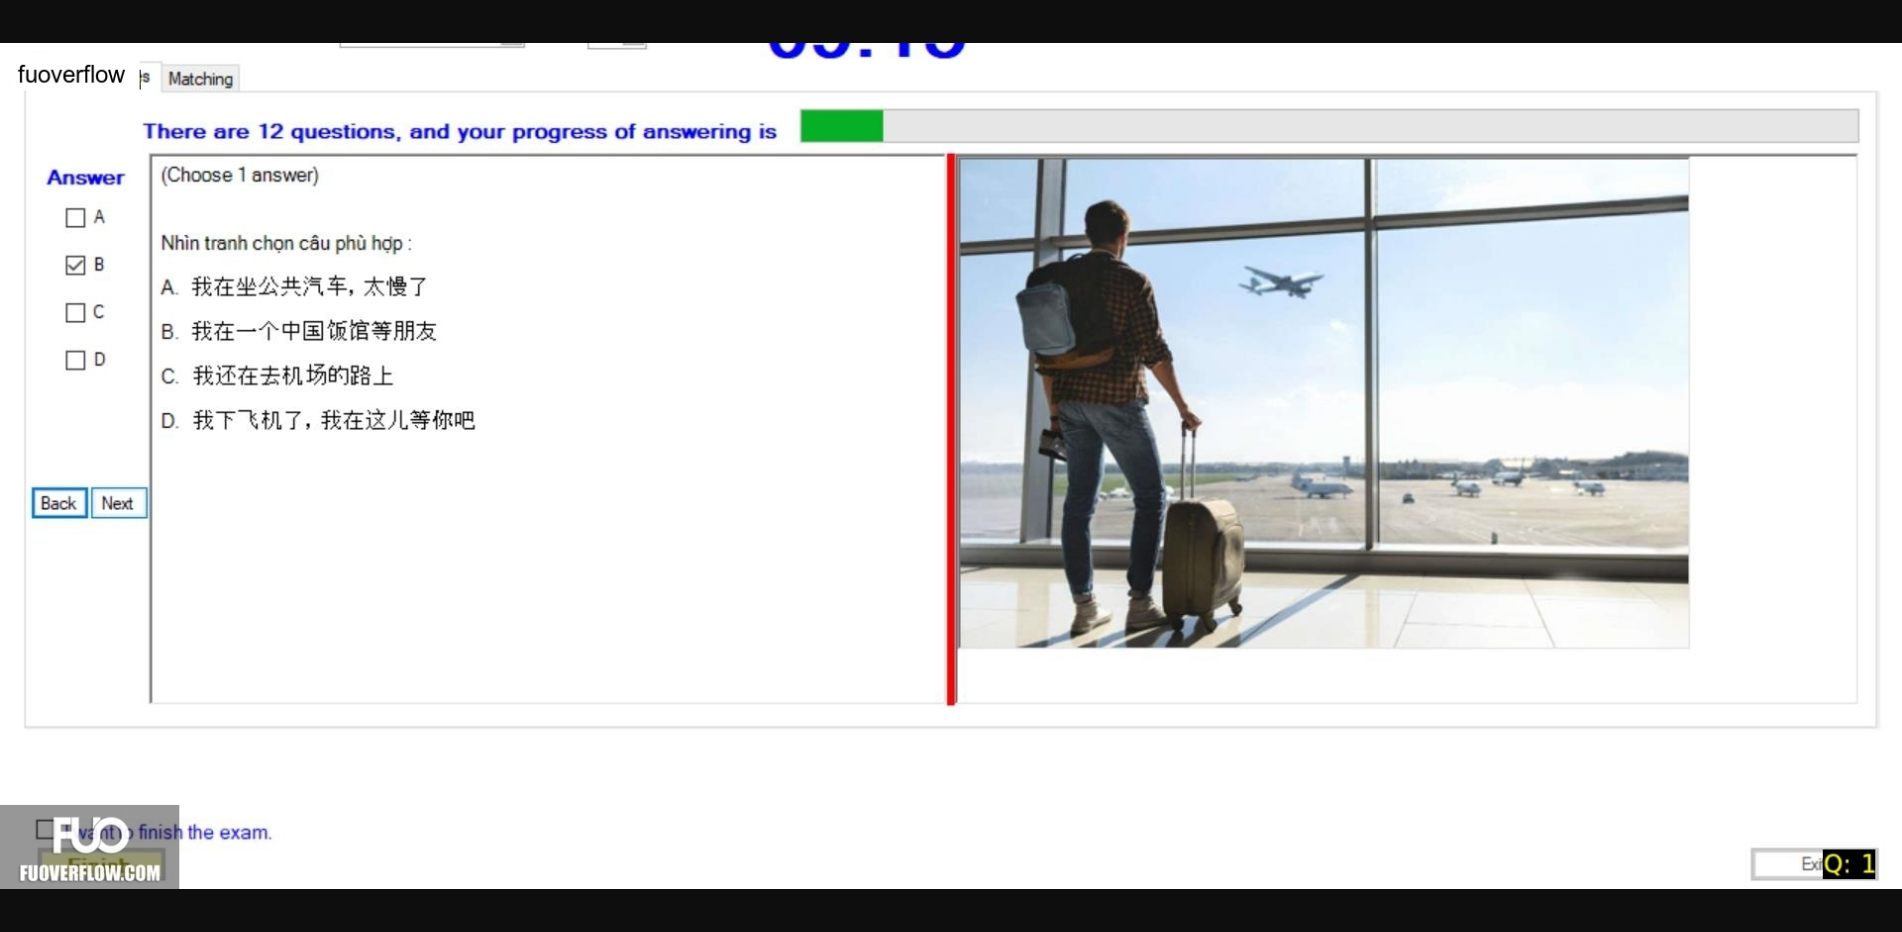 fuoverflow
Matching
There are 12 questions, and your progress of answering is
Answer
(Choose 1 answer)
A
Nhìn tranh chọn câu phù hợp :
B
A. 我在坐公共汽车, 太慢了
C
B. 我在一个中国饭馆等朋友
D
C. 我还在去机场的路上
D. 我下飞机了, 我在这儿等你吧
Back Next
I want to finish the exam.
FUO
FUOVERFLOW.COM
Q: 1